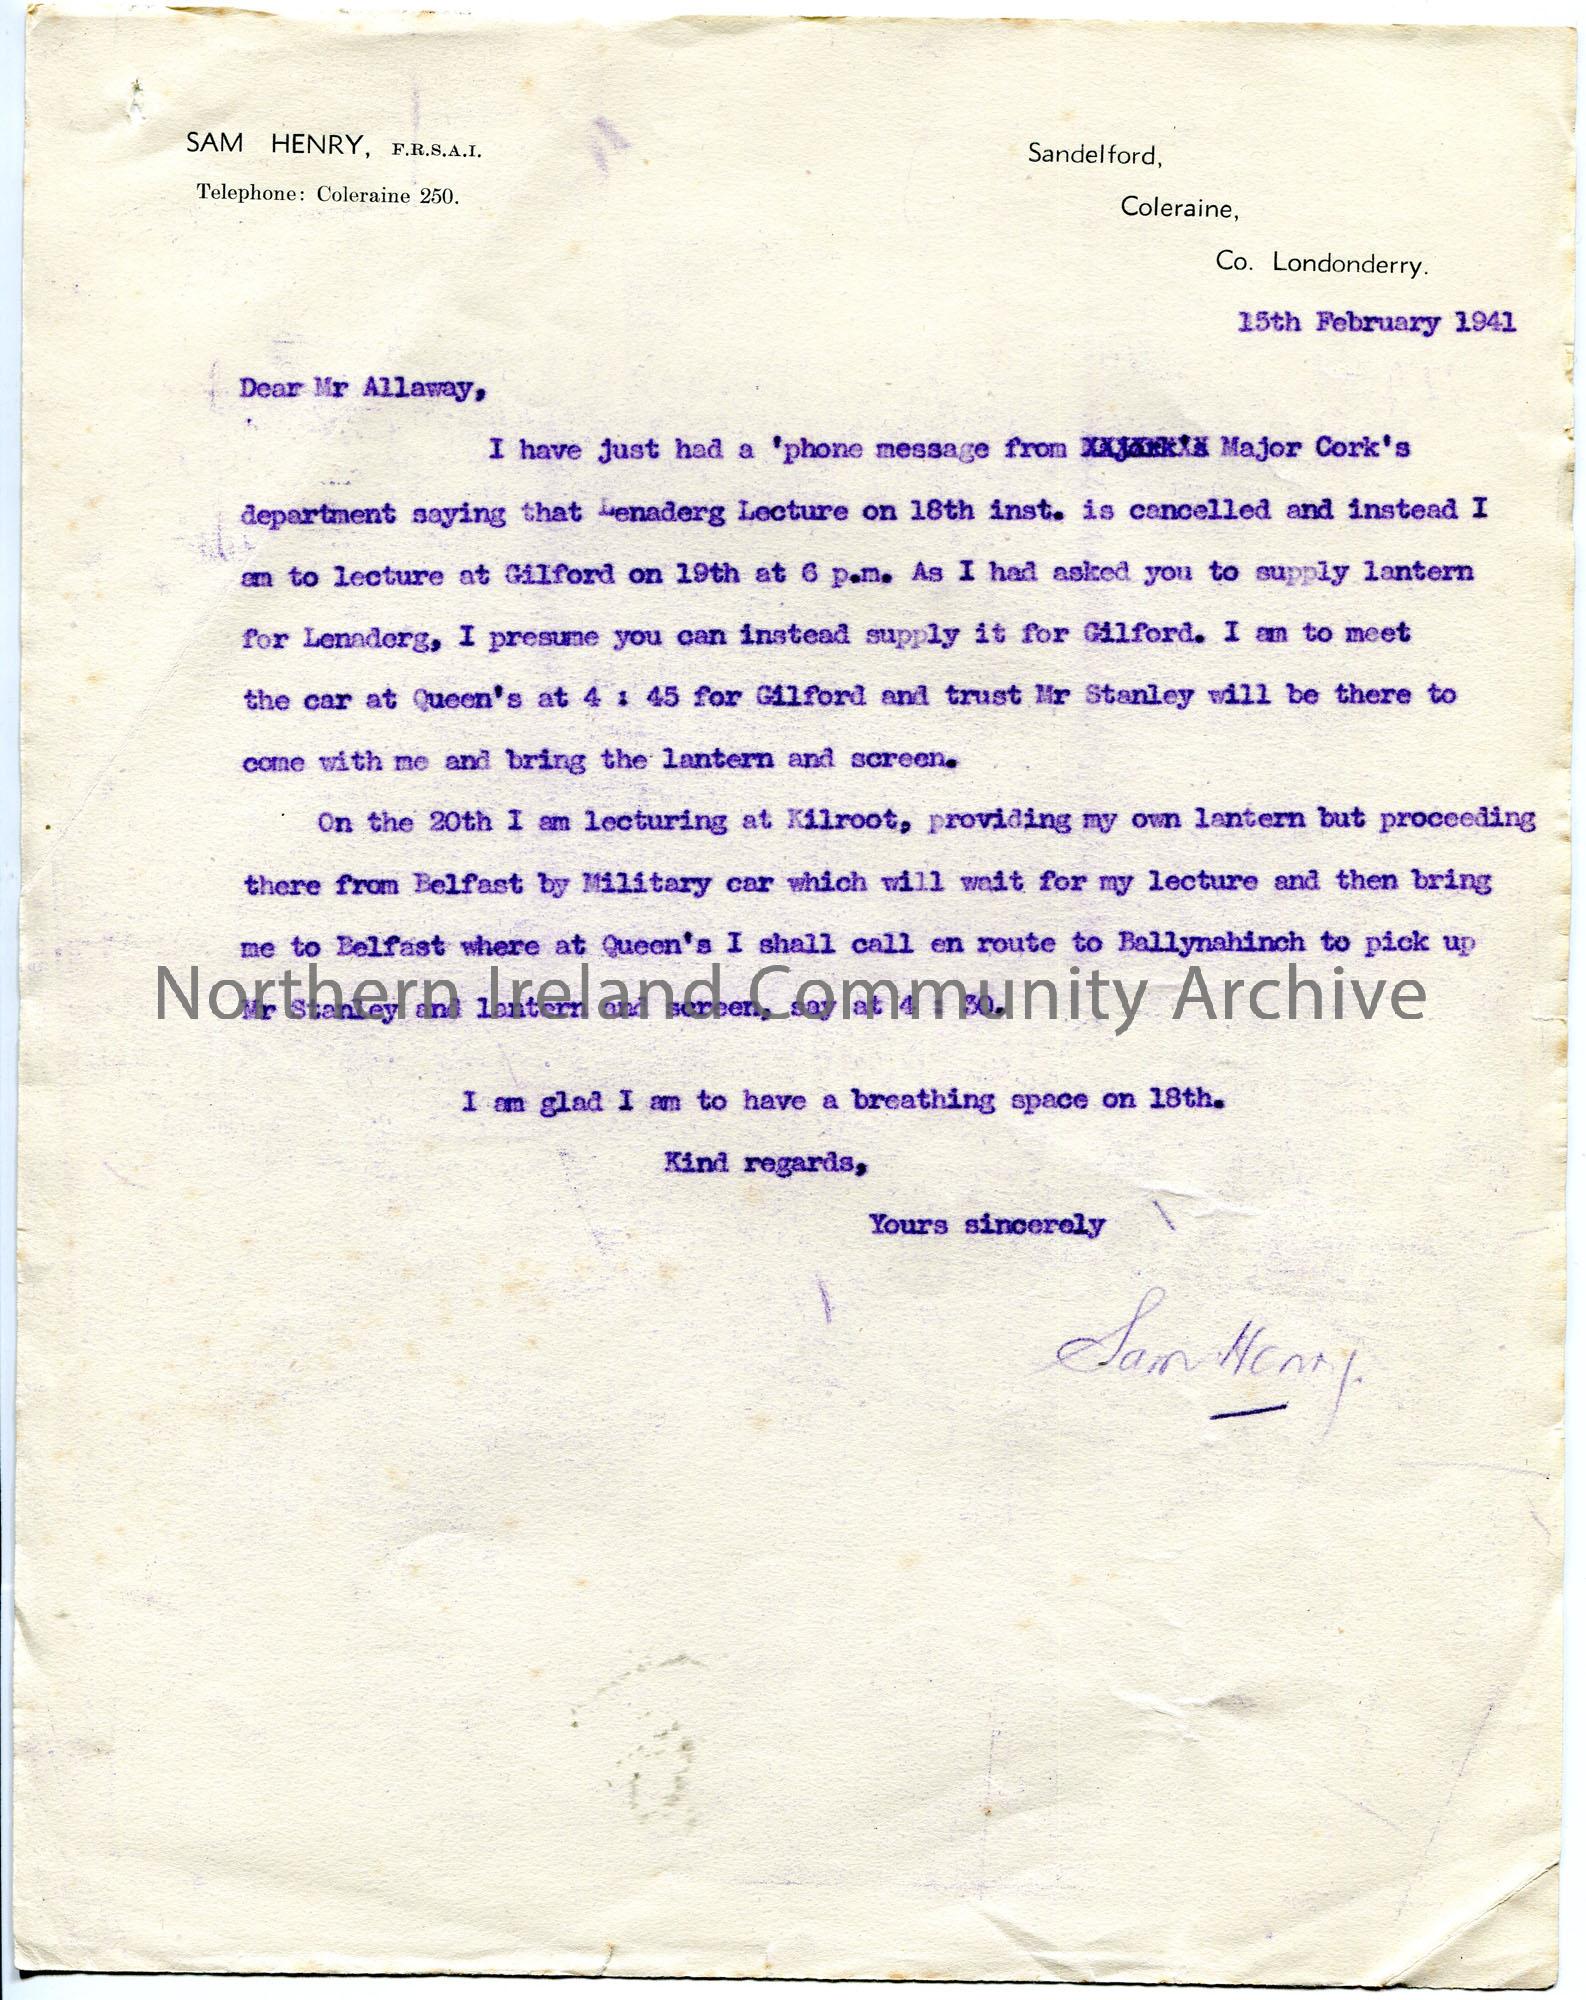 SAM HENRY, F.R.S.A.I.
Telephone: Coleraine 250.
Sandelford,
Coleraine,
Co. Londonderry.
15th February 1941
Dear Mr Allaway,
I have just had a 'phone message from Major Cork's
department saying that Lenaderg Lecture on 18th inst. is cancelled and instead I
am to lecture at Gilford on 19th at 6 p.m. As I had asked you to supply lantern
for Lenaderg, I presume you can instead supply it for Gilford. I am to meet
the car at Queen's at 4 : 45 for Gilford and trust Mr Stanley will be there to
come with me and bring the lantern and screen.
On the 20th I am lecturing at Kilroot, providing my own lantern but proceeding
there from Belfast by Military car which will wait for my lecture and then bring
me to Belfast where at Queen's I shall call en route to Ballynahinch to pick up
Mr Stanley and lantern and screen, say at 4 : 30.
Northern Ireland Community Archive
I am glad I am to have a breathing space on 18th.
Kind regards,
Yours sincerely
Sam Henry.